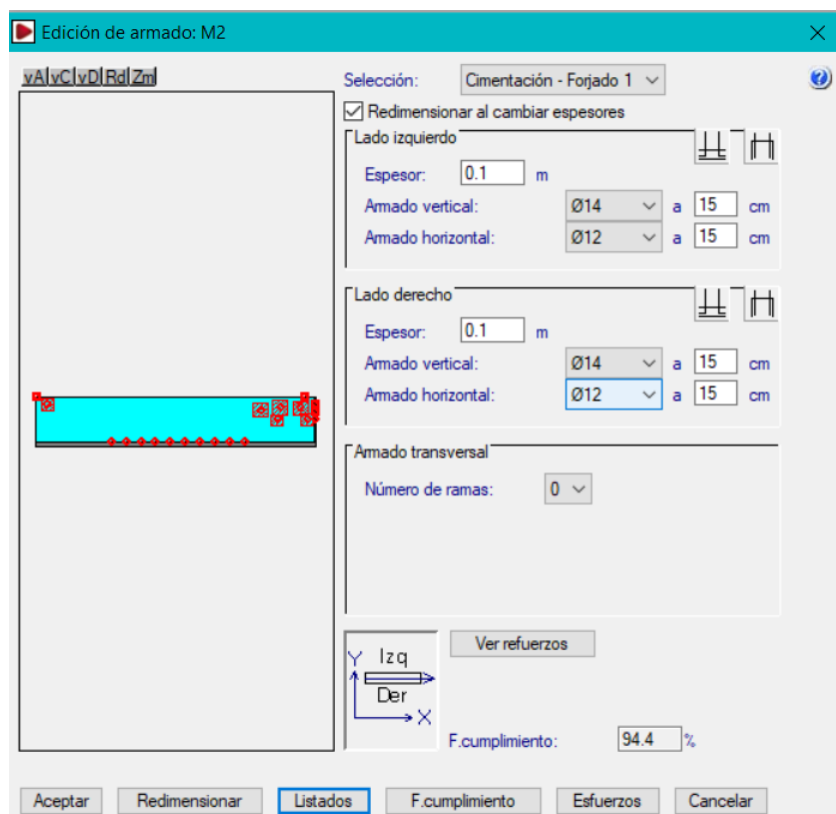 Edición de armado: M2
vA vC vD Rd Zm
Selección: Cimentación - Forjado 1
Redimensionar al cambiar espesores
Lado izquierdo
Espesor: 0.1 m
Armado vertical: Ø14 a 15 cm
Armado horizontal: Ø12 a 15 cm
Lado derecho
Espesor: 0.1 m
Armado vertical: Ø14 a 15 cm
Armado horizontal: Ø12 a 15 cm
Armado transversal
Número de ramas: 0
Y Izq
Der
X
Ver refuerzos
F.cumplimiento: 94.4 %
Aceptar Redimensionar Listados F.cumplimiento Esfuerzos Cancelar